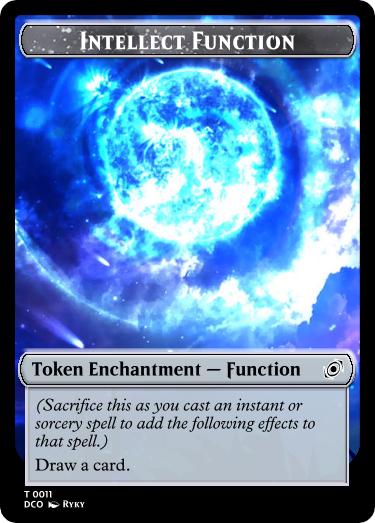 Intellect Function
Token Enchantment — Function
(Sacrifice this as you cast an instant or
sorcery spell to add the following effects to
that spell.)
Draw a card.
T 0011
DCO Ryky